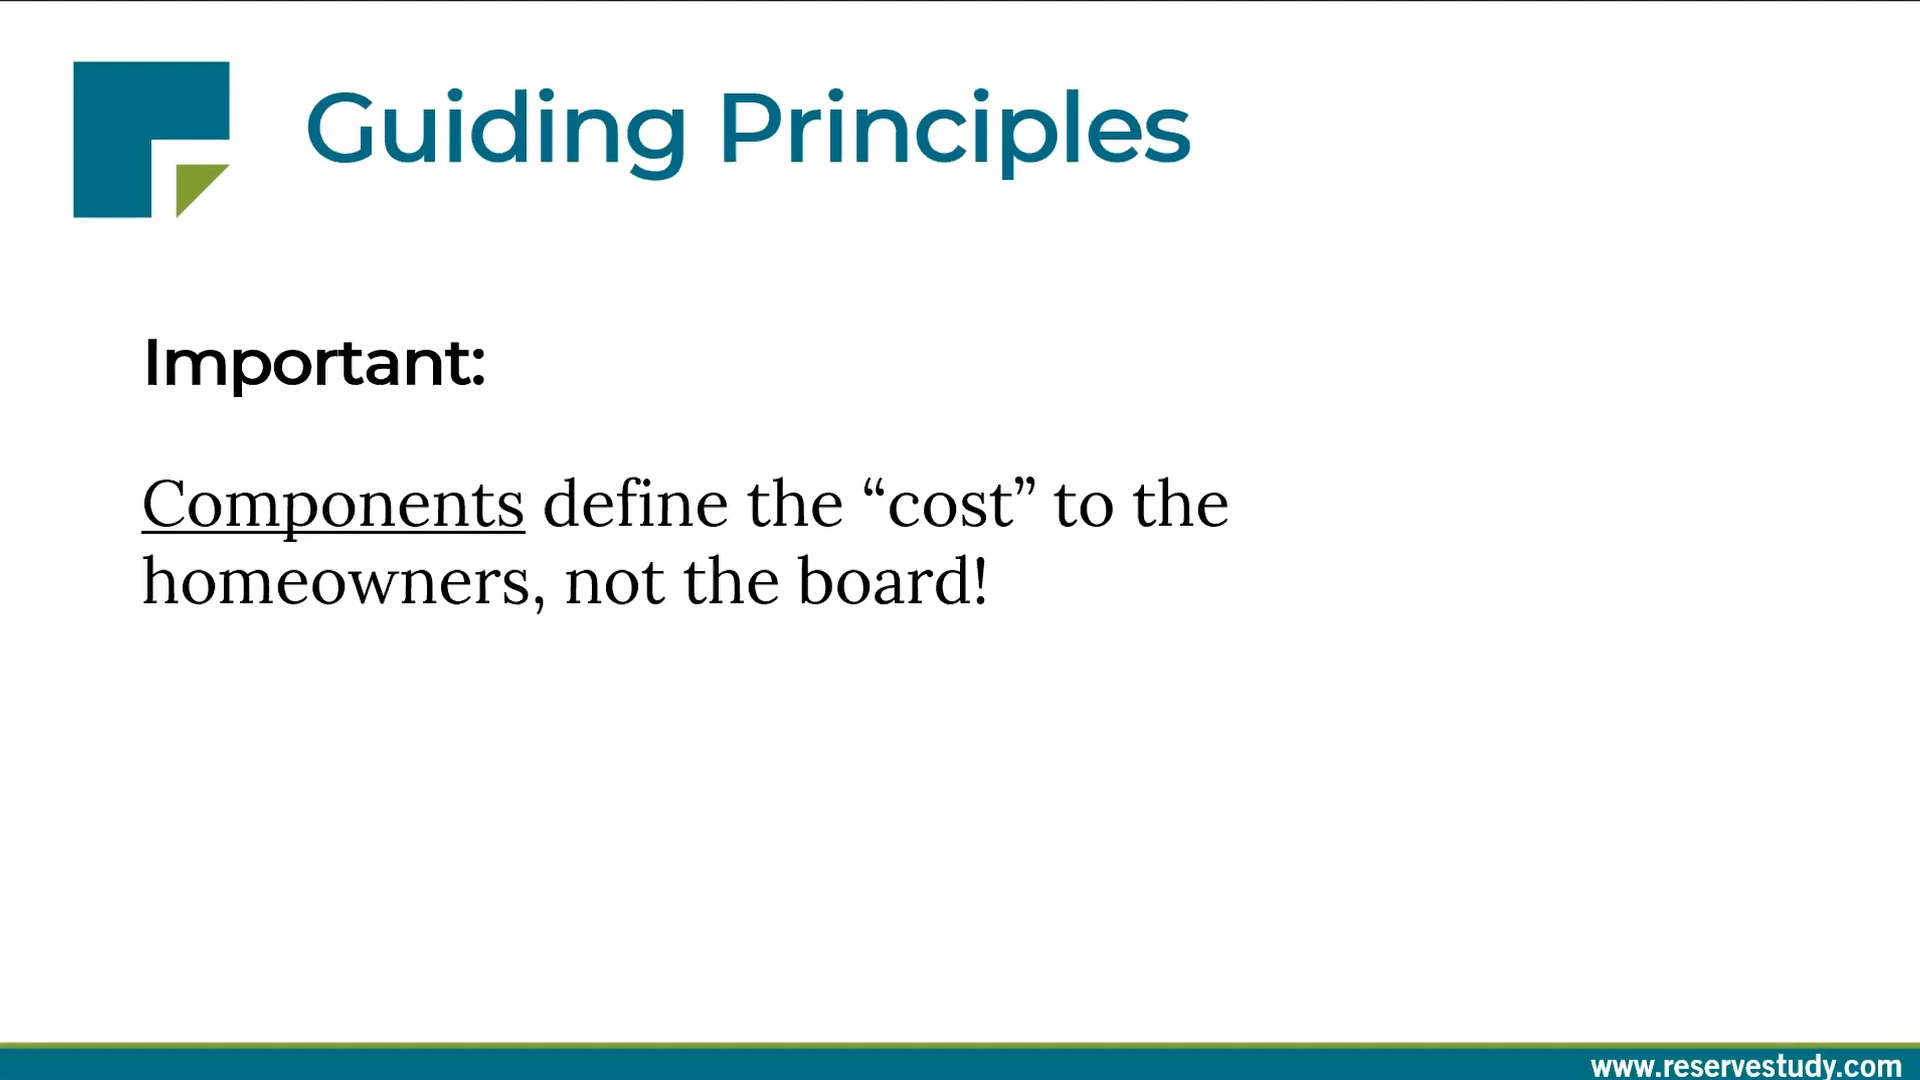 Guiding Principles
Important:
Components define the “cost” to the
homeowners, not the board!
www.reservestudy.com